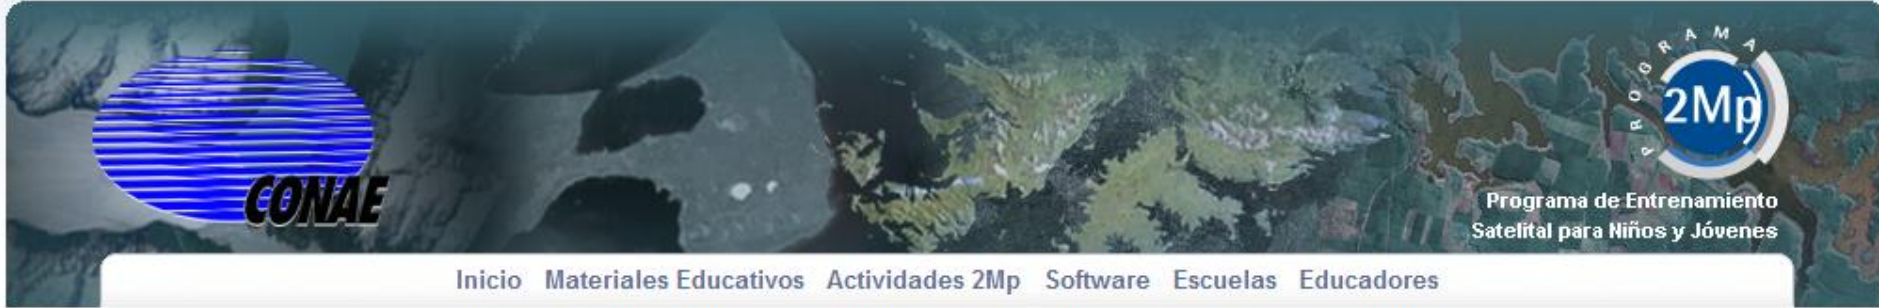 CONAE
PROGRAMA
2Mp
Programa de Entrenamiento
Satelital para Niños y Jóvenes
Inicio Materiales Educativos Actividades 2Mp Software Escuelas Educadores